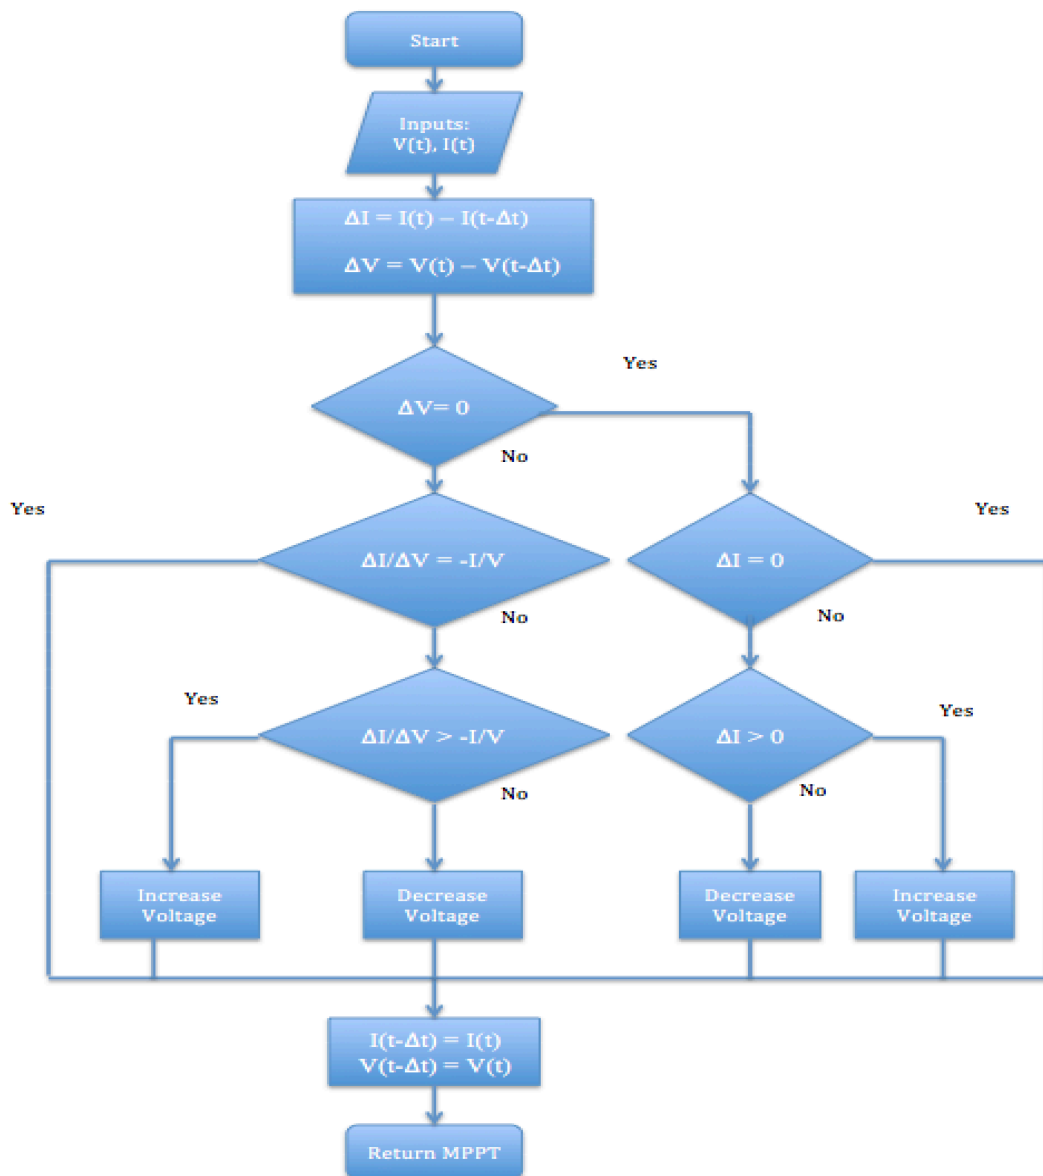 Start
Inputs:
V(t), I(t)
ΔI = I(t) – I(t-Δt)
ΔV = V(t) – V(t-Δt)
Yes
ΔV= 0
No
Yes
Yes
ΔI/ΔV = -I/V
ΔI = 0
No
No
Yes
Yes
ΔI/ΔV > -I/V
ΔI > 0
No
No
Increase
Voltage
Decrease
Voltage
Decrease
Voltage
Increase
Voltage
I(t-Δt) = I(t)
V(t-Δt) = V(t)
Return MPPT